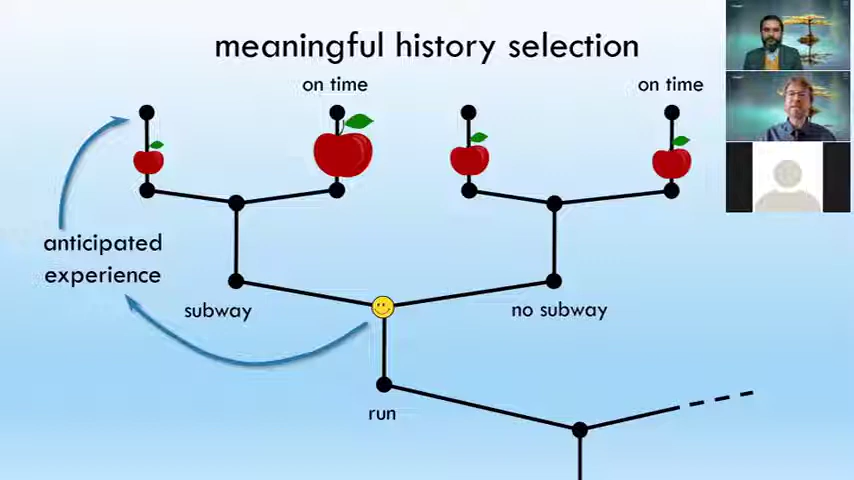 meaningful history selection
on time
on time
anticipated
experience
subway
no subway
run